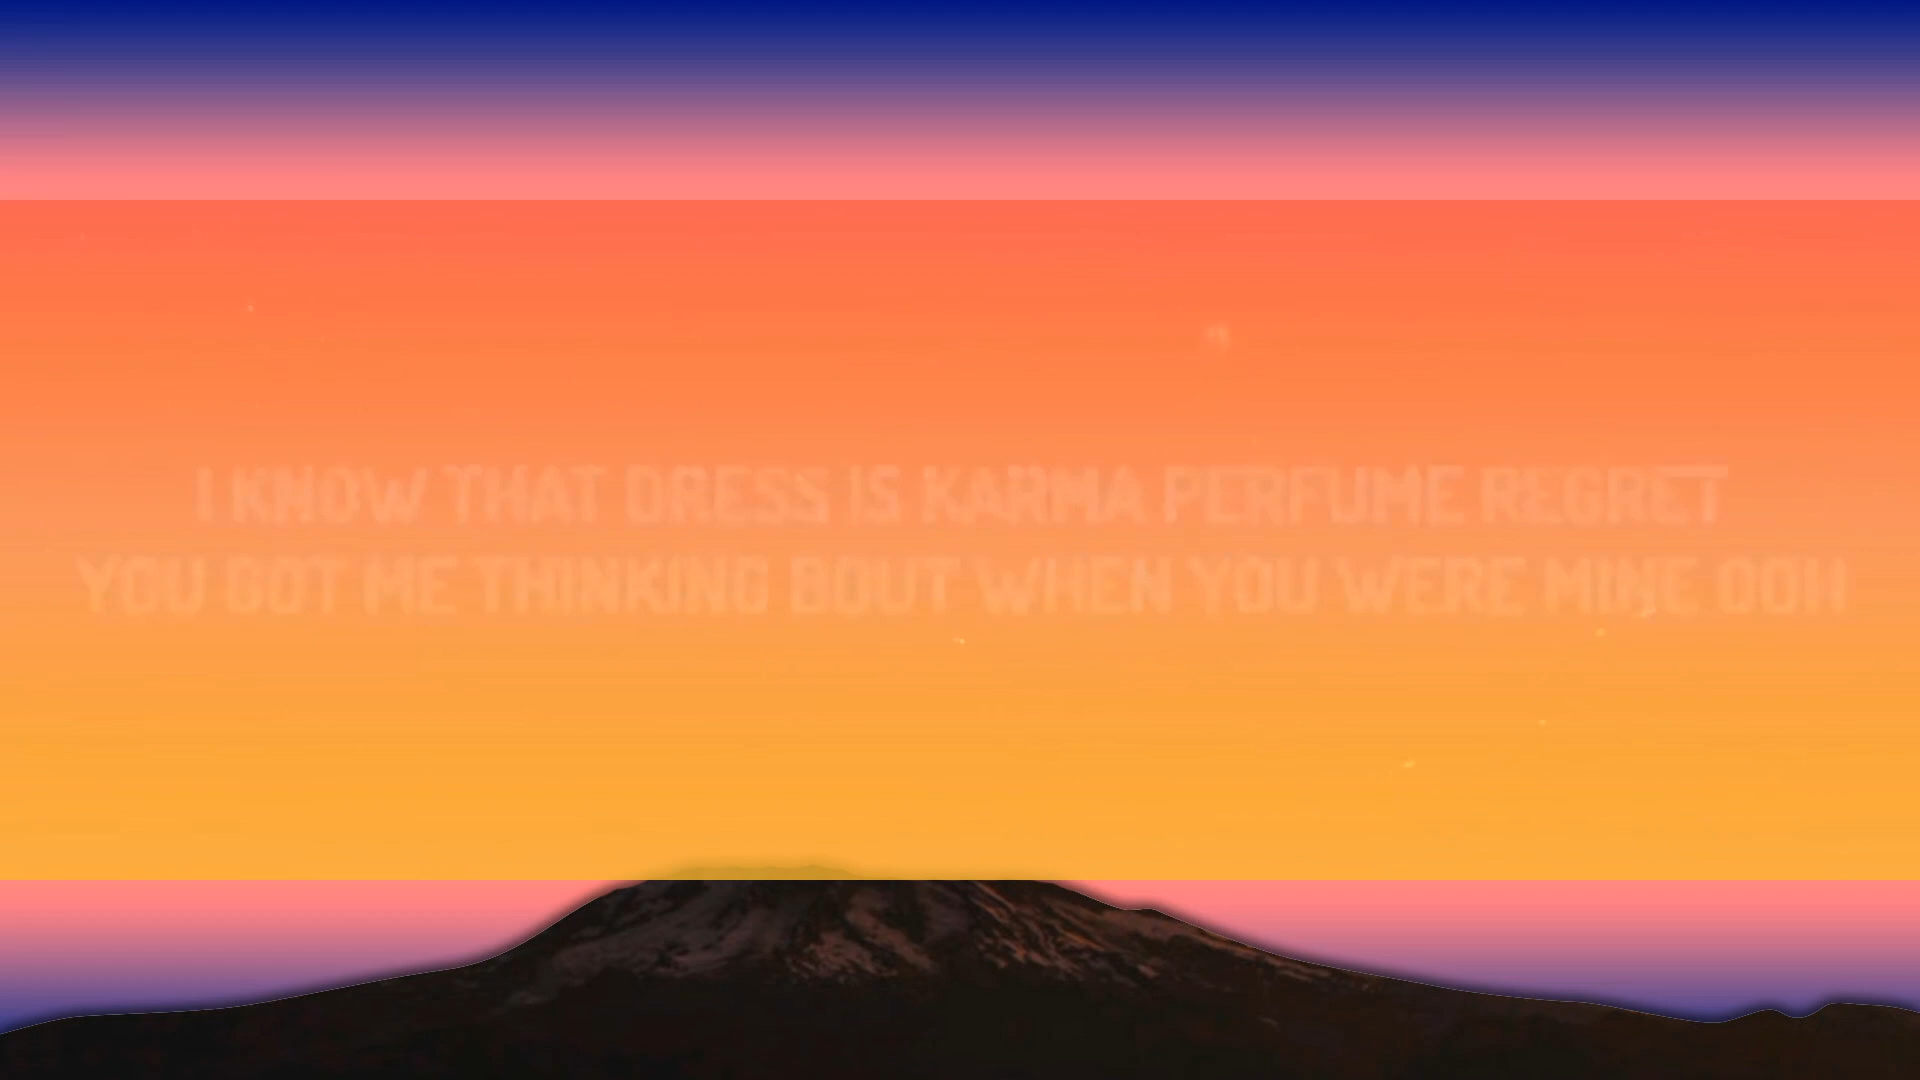 I KNOW THAT DRESS IS KARMA PERFUME REGRET
YOU GOT ME THINKING BOUT WHEN YOU WERE MINE OOH